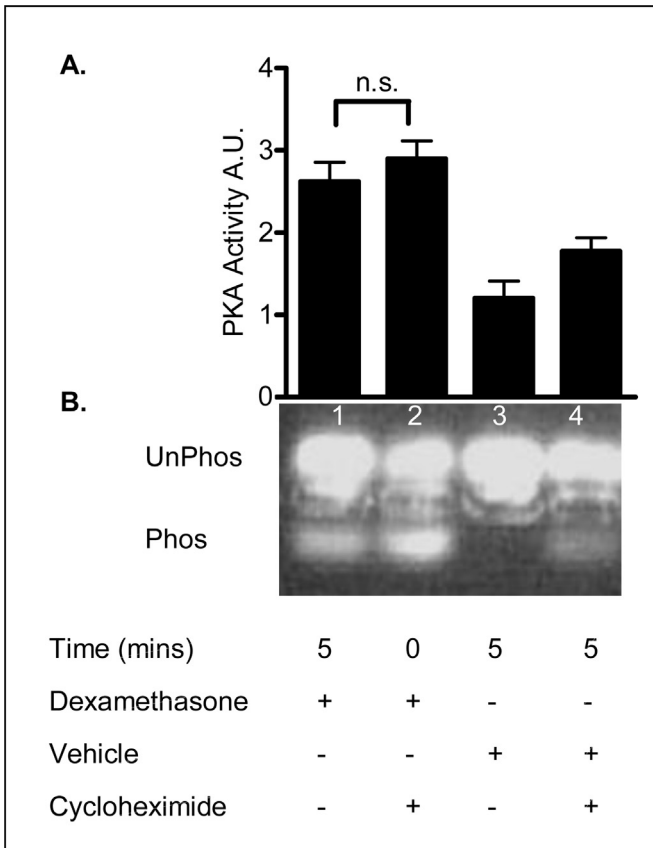 A.
PKA Activity A.U.
4
3
2
1
0
n.s.
B.
1 2 3 4
UnPhos
Phos
Time (mins) 5 0 5 5
Dexamethasone + + - -
Vehicle - - + +
Cycloheximide - + - +